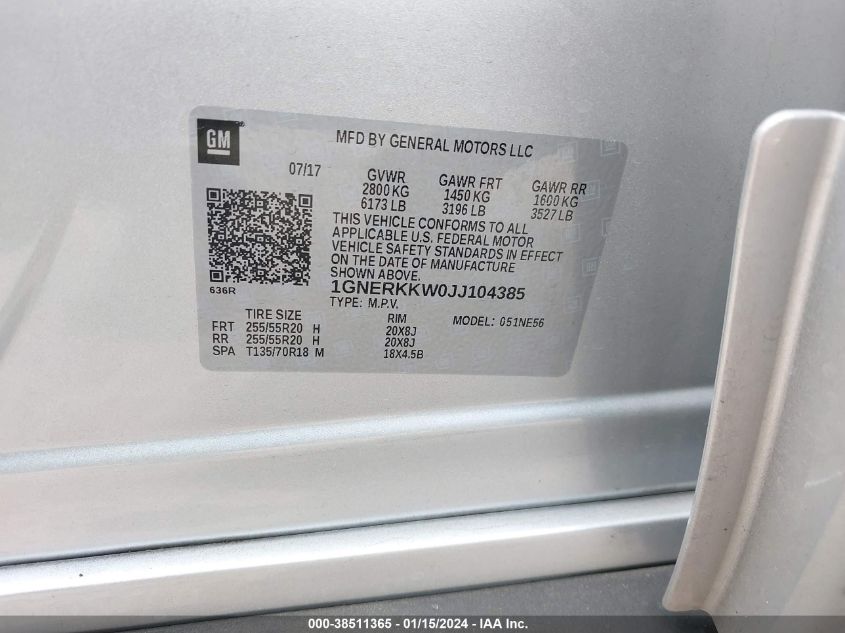 GM
MFD BY GENERAL MOTORS LLC
07/17
GVWR GAWR FRT GAWR RR
2800 KG 1450 KG 1600 KG
6173 LB 3196 LB 3527 LB
THIS VEHICLE CONFORMS TO ALL
APPLICABLE U.S. FEDERAL MOTOR
VEHICLE SAFETY STANDARDS IN EFFECT
ON THE DATE OF MANUFACTURE
SHOWN ABOVE.
636R
1GNERKKW0JJ104385
TYPE: M.P.V. MODEL: 051NE56
TIRE SIZE RIM
FRT 255/55R20 H 20X8J
RR 255/55R20 H 20X8J
SPA T135/70R18 M 18X4.5B
000-38511365 - 01/15/2024 - IAA Inc.